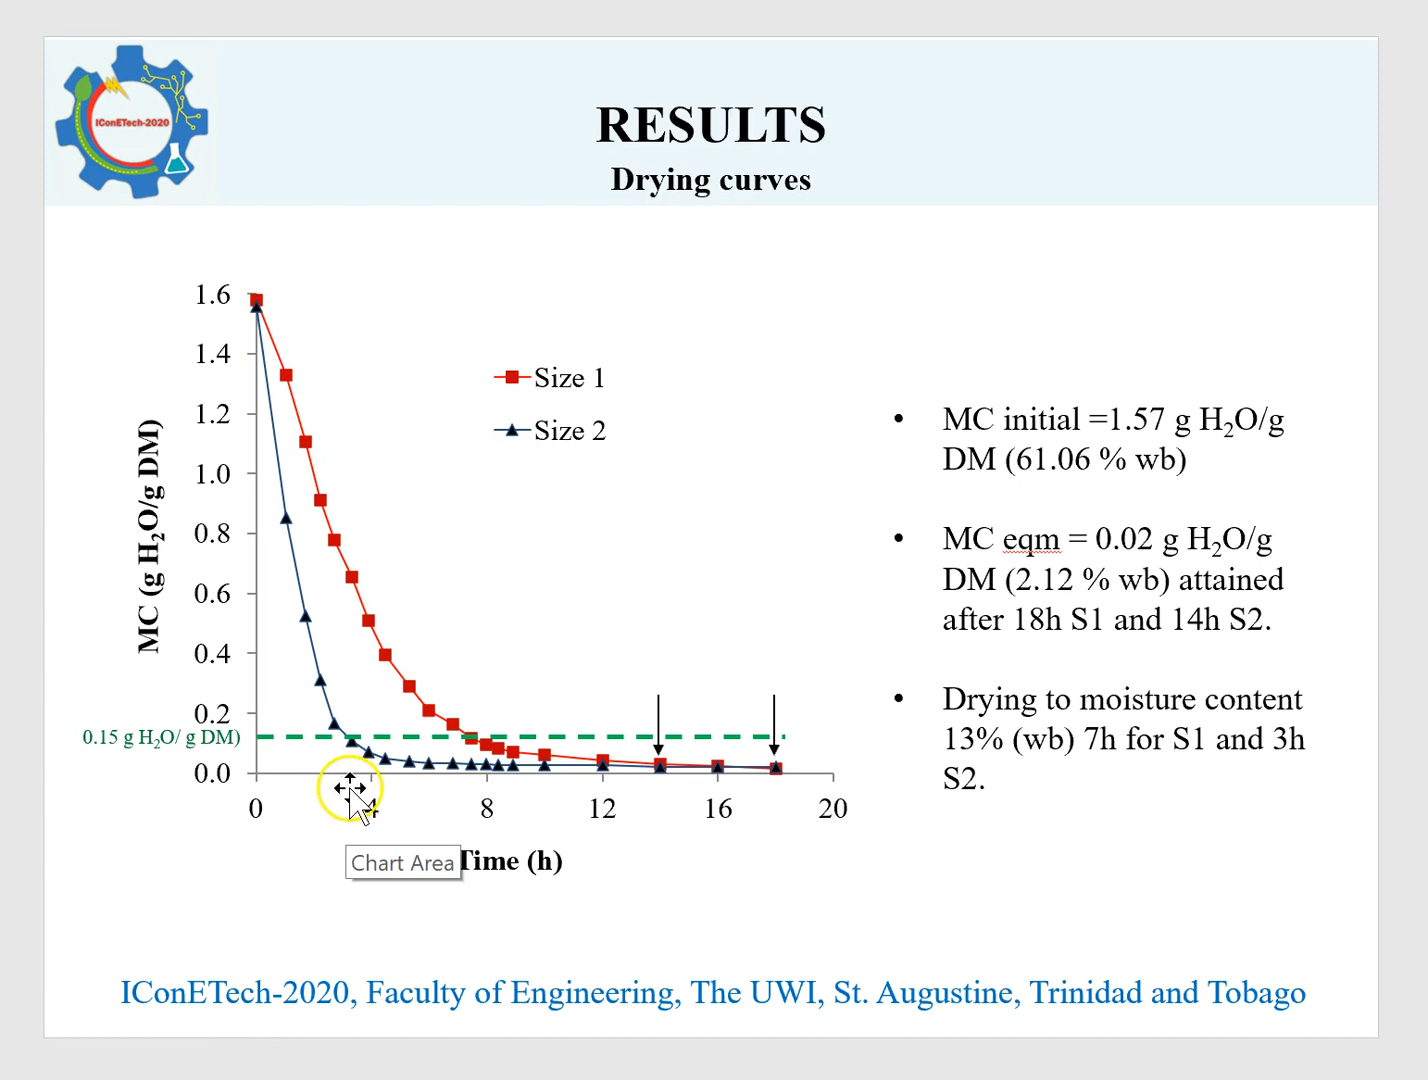 IConETech-2020
RESULTS
Drying curves
1.6
1.4
1.2
1.0
0.8
0.6
0.4
0.2
0.0
MC (g H₂O/g DM)
0.15 g H₂O/ g DM)
Size 1
Size 2
0 4 8 12 16 20
Chart Area
Time (h)
• MC initial =1.57 g H₂O/g
DM (61.06 % wb)
• MC eqm = 0.02 g H₂O/g
DM (2.12 % wb) attained
after 18h S1 and 14h S2.
• Drying to moisture content
13% (wb) 7h for S1 and 3h
S2.
IConETech-2020, Faculty of Engineering, The UWI, St. Augustine, Trinidad and Tobago